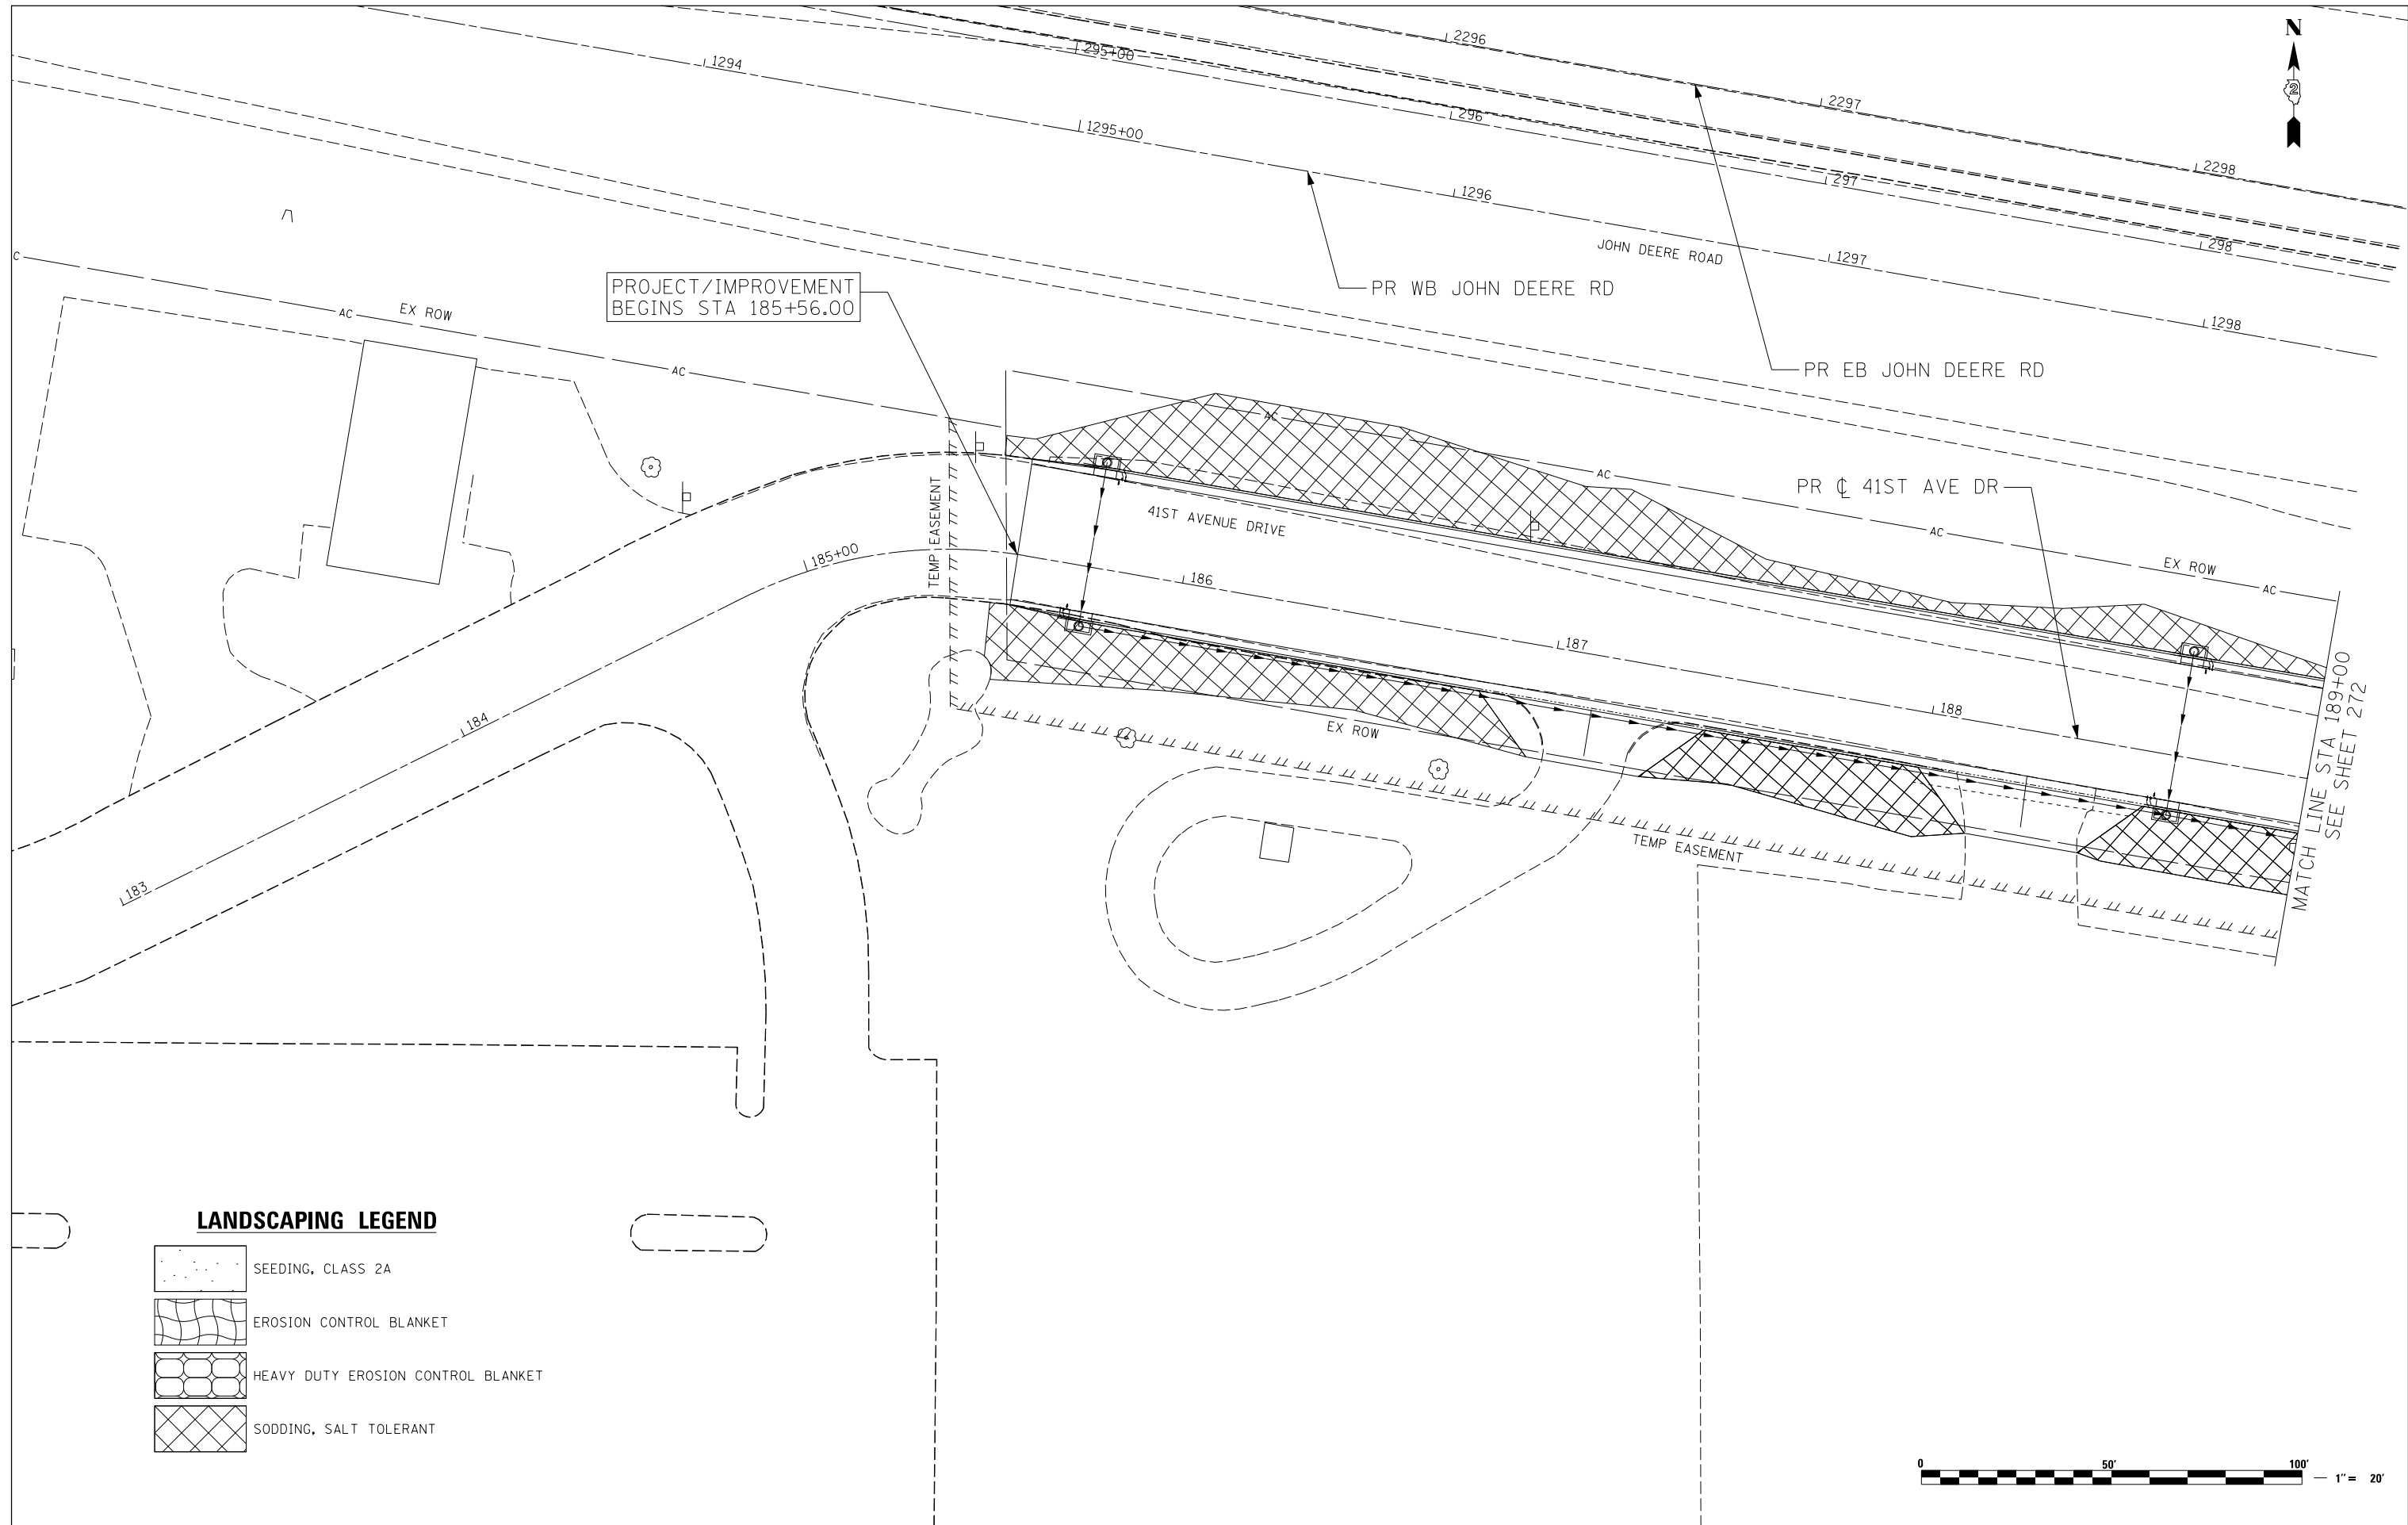 2296
N
295+00
1294
2297
2
296
1295+00
2298
297
1296
298
JOHN DEERE ROAD
1297
C
PROJECT/IMPROVEMENT
BEGINS STA 185+56.00
PR WB JOHN DEERE RD
AC
EX ROW
1298
AC
PR EB JOHN DEERE RD
AC
AC
PR ℄ 41ST AVE DR
41ST AVENUE DRIVE
TEMP EASEMENT
AC
185+00
EX ROW
186
AC
187
184
188
EX ROW
MATCH LINE STA 189+00
SEE SHEET 272
TEMP EASEMENT
183
LANDSCAPING LEGEND
SEEDING, CLASS 2A
EROSION CONTROL BLANKET
HEAVY DUTY EROSION CONTROL BLANKET
SODDING, SALT TOLERANT
0 50' 100'
1" = 20'